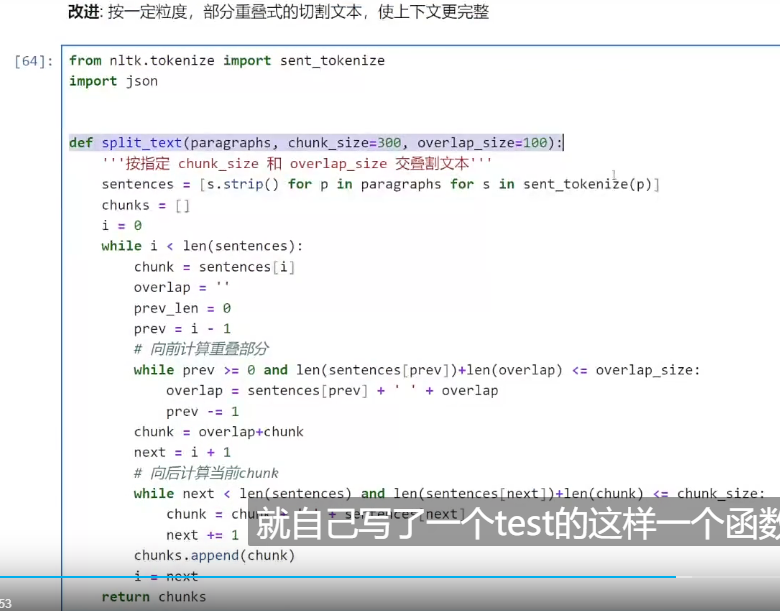 改进: 按一定粒度，部分重叠式的切割文本，使上下文更完整
[64]:
from nltk.tokenize import sent_tokenize
import json
def split_text(paragraphs, chunk_size=300, overlap_size=100):
'''按指定 chunk_size 和 overlap_size 交叠割文本'''
sentences = [s.strip() for p in paragraphs for s in sent_tokenize(p)]
chunks = []
i = 0
while i < len(sentences):
chunk = sentences[i]
overlap = ''
prev_len = 0
prev = i - 1
# 向前计算重叠部分
while prev >= 0 and len(sentences[prev])+len(overlap) <= overlap_size:
overlap = sentences[prev] + ' ' + overlap
prev -= 1
chunk = overlap+chunk
next = i + 1
# 向后计算当前chunk
while next < len(sentences) and len(sentences[next])+len(chunk) <= chunk_size:
chunk = sentences[next]
next += 1
就自己写了一个test的这样一个函数
chunks.append(chunk)
i = next
return chunks
53